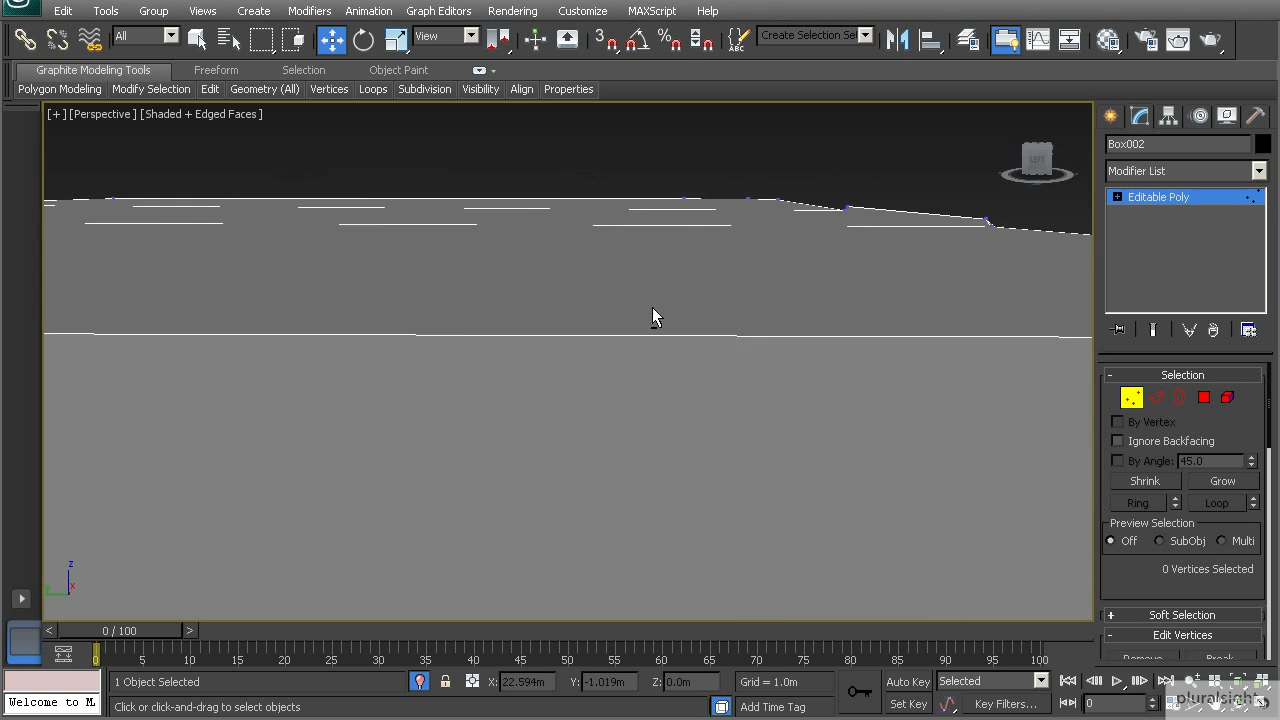 Edit Tools Group Views Create Modifiers Animation Graph Editors Rendering Customize MAXScript Help
All View 3 Create Selection Se
Graphite Modeling Tools Freeform Selection Object Paint
Polygon Modeling Modify Selection Edit Geometry (All) Vertices Loops Subdivision Visibility Align Properties
[+] [Perspective] [Shaded + Edged Faces]
LEFT
Box002
Modifier List
Editable Poly
- Selection
By Vertex
Ignore Backfacing
By Angle: 45.0
Shrink Grow
Ring Loop
Preview Selection
Off SubObj Multi
0 Vertices Selected
+ Soft Selection
- Edit Vertices
Remove Break
z
x
< 0 / 100 >
0 5 10 15 20 25 30 35 40 45 50 55 60 65 70 75 80 85 90 95 100
1 Object Selected X: 22.594m Y: -1.019m Z: 0.0m Grid = 1.0m Auto Key Selected
Welcome to M Click or click-and-drag to select objects Add Time Tag Set Key Key Filters... 0
pluralsight